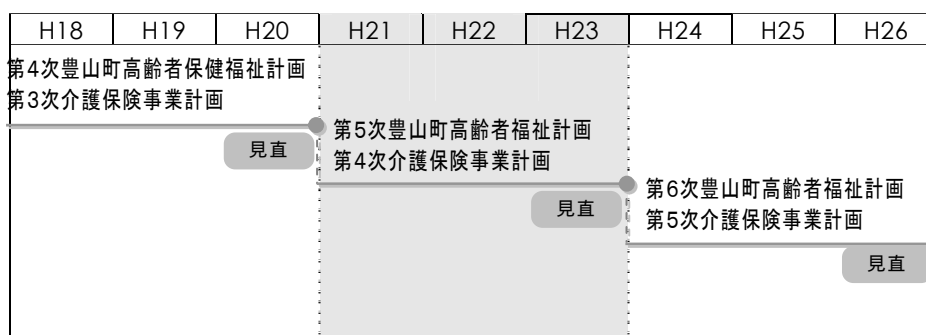 H18 H19 H20 H21 H22 H23 H24 H25 H26
第4次豊山町高齢者保健福祉計画
第3次介護保険事業計画
見直
第5次豊山町高齢者福祉計画
第4次介護保険事業計画
見直
第6次豊山町高齢者福祉計画
第5次介護保険事業計画
見直